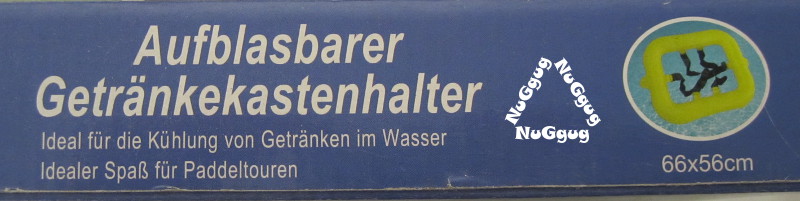 Aufblasbarer
Getränkekastenhalter
Ideal für die Kühlung von Getränken im Wasser
Idealer Spaß für Paddeltouren
NuGgug
NuGgug
NuGgug
66x56cm